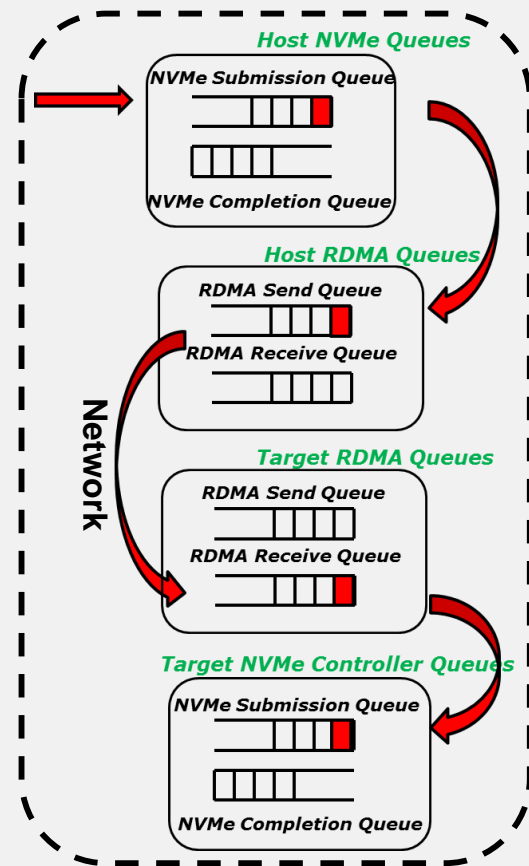 Host NVMe Queues
NVMe Submission Queue
NVMe Completion Queue
Host RDMA Queues
RDMA Send Queue
RDMA Receive Queue
Network
Target RDMA Queues
RDMA Send Queue
RDMA Receive Queue
Target NVMe Controller Queues
NVMe Submission Queue
NVMe Completion Queue